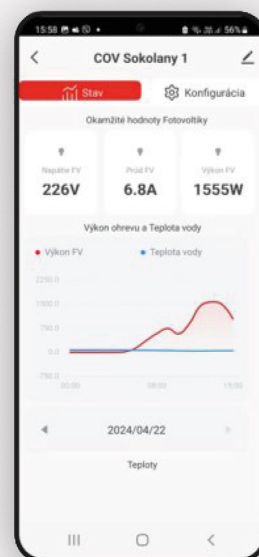 15:58 56%
COV Sokolany 1
Stav Konfigurácia
Okamžité hodnoty Fotovoltiky
Napätie FV Prúd FV Výkon FV
226V 6.8A 1555W
Výkon ohrevu a Teplota vody
Výkon FV Teplota vody
2250.0
1500.0
750.0
0.0
-750.0
00:00 08:00 15:55
2024/04/22
Teploty